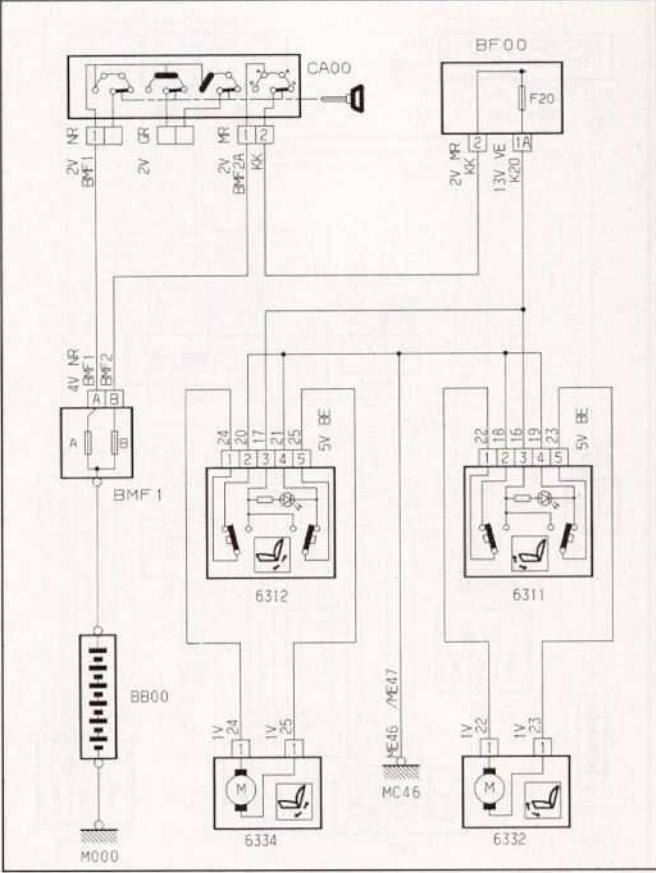 CA00
BF00
F20
NR 1
GR
MR 1 2
2V
BMF1
2V
2V
BMF2A
KK
2
1A
2V MR
KK
13V VE
K20
4V NR
BMF1
BMF2
A B
A B
BMF1
24 20 17 21 25
5V BE
1 2 3 4 5
6312
22 18 16 19 23
5V BE
1 2 3 4 5
6311
BB00
M000
1V 24
1
1V 25
1
M
6334
ME46 /ME47
MC46
1V 22
1
1V 23
1
M
6332